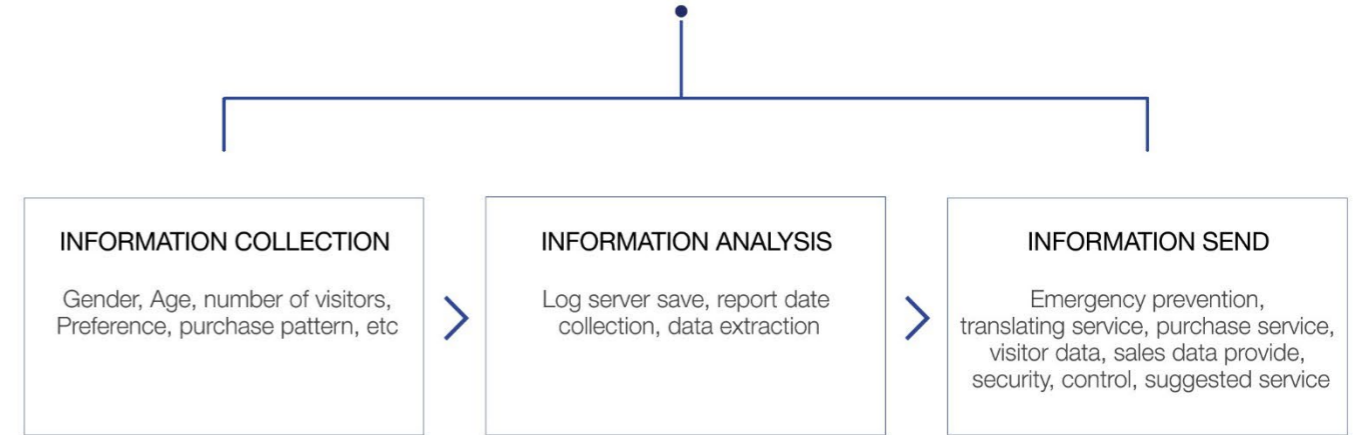 INFORMATION COLLECTION
Gender, Age, number of visitors,
Preference, purchase pattern, etc
INFORMATION ANALYSIS
Log server save, report date
collection, data extraction
INFORMATION SEND
Emergency prevention,
translating service, purchase service,
visitor data, sales data provide,
security, control, suggested service